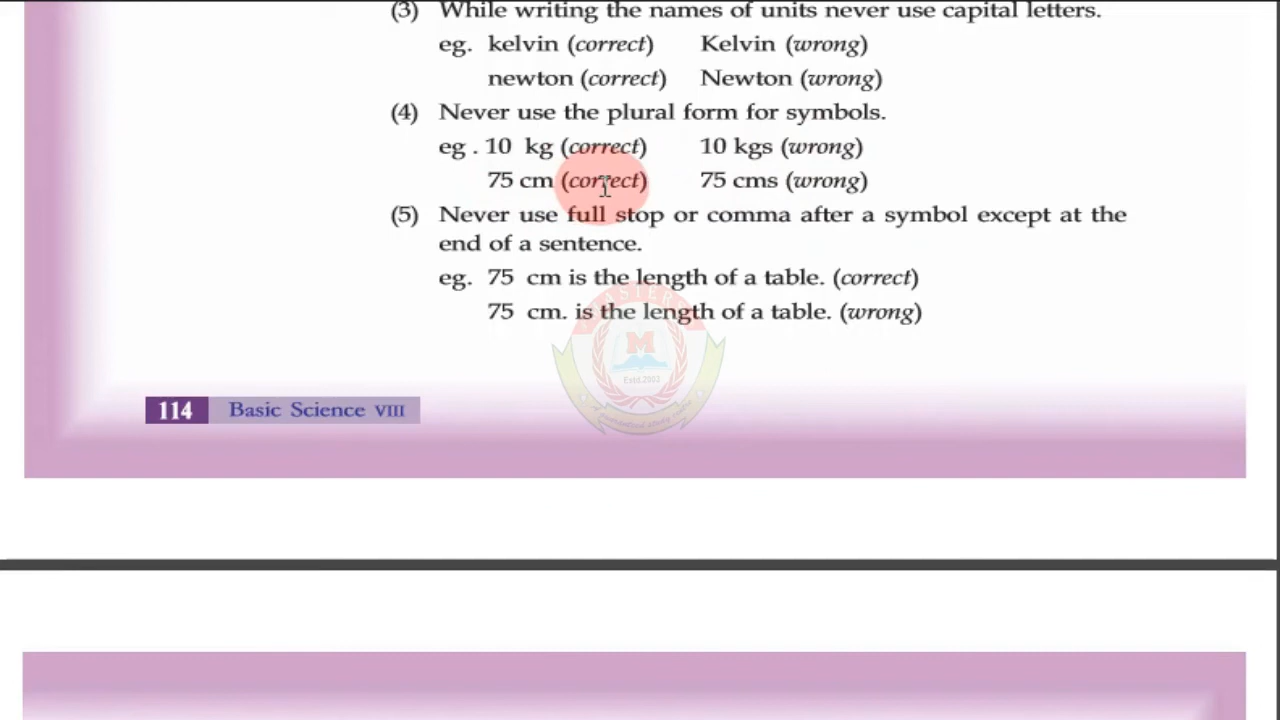 (3) While writing the names of units never use capital letters.
eg. kelvin (correct) Kelvin (wrong)
newton (correct) Newton (wrong)
(4) Never use the plural form for symbols.
eg . 10 kg (correct) 10 kgs (wrong)
75 cm (correct) 75 cms (wrong)
(5) Never use full stop or comma after a symbol except at the
end of a sentence.
eg. 75 cm is the length of a table. (correct)
75 cm. is the length of a table. (wrong)
MASTERS
M
Estd.2002
114 Basic Science VIII